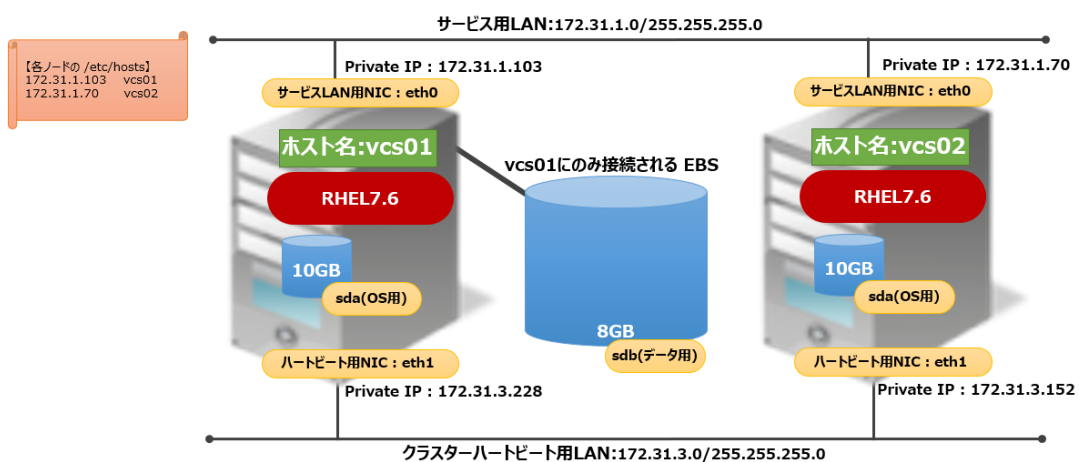 サービス用LAN:172.31.1.0/255.255.255.0
【各ノードの /etc/hosts】
172.31.1.103 vcs01
172.31.1.70 vcs02
Private IP : 172.31.1.103
Private IP : 172.31.1.70
サービスLAN用NIC : eth0
サービスLAN用NIC : eth0
ホスト名:vcs01
ホスト名:vcs02
vcs01にのみ接続される EBS
RHEL7.6
RHEL7.6
10GB
10GB
sda(OS用)
sda(OS用)
8GB
sdb(データ用)
ハートビート用NIC : eth1
ハートビート用NIC : eth1
Private IP : 172.31.3.228
Private IP : 172.31.3.152
クラスターハートビート用LAN:172.31.3.0/255.255.255.0